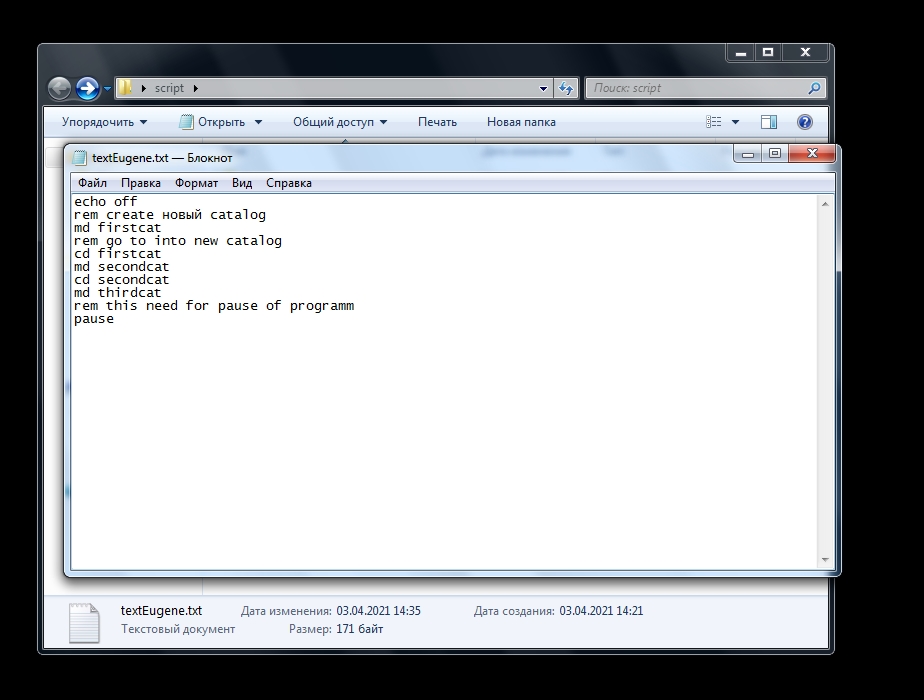 script
Поиск: script
Упорядочить
Открыть
Общий доступ
Печать
Новая папка
textEugene.txt — Блокнот
Файл Правка Формат Вид Справка
echo off
rem create новый catalog
md firstcat
rem go to into new catalog
cd firstcat
md secondcat
cd secondcat
md thirdcat
rem this need for pause of programm
pause
textEugene.txt Дата изменения: 03.04.2021 14:35 Дата создания: 03.04.2021 14:21
Текстовый документ Размер: 171 байт